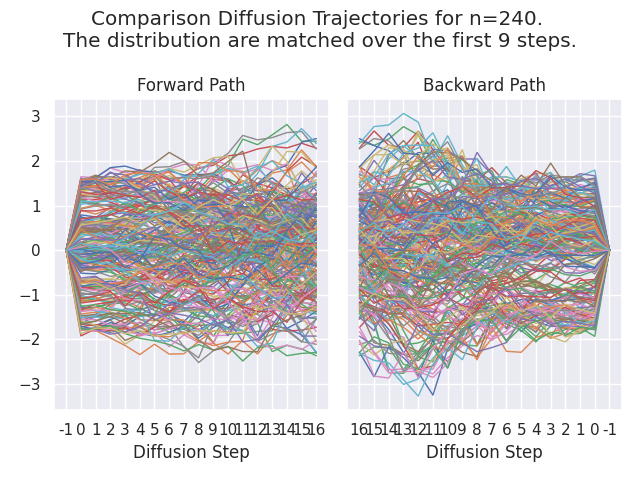 Comparison Diffusion Trajectories for n=240.
The distribution are matched over the first 9 steps.
Forward Path
Backward Path
3
2
1
0
−1
−2
−3
-1 0 1 2 3 4 5 6 7 8 9 10 11 12 13 14 15 16
16 15 14 13 12 11 10 9 8 7 6 5 4 3 2 1 0 -1
Diffusion Step
Diffusion Step